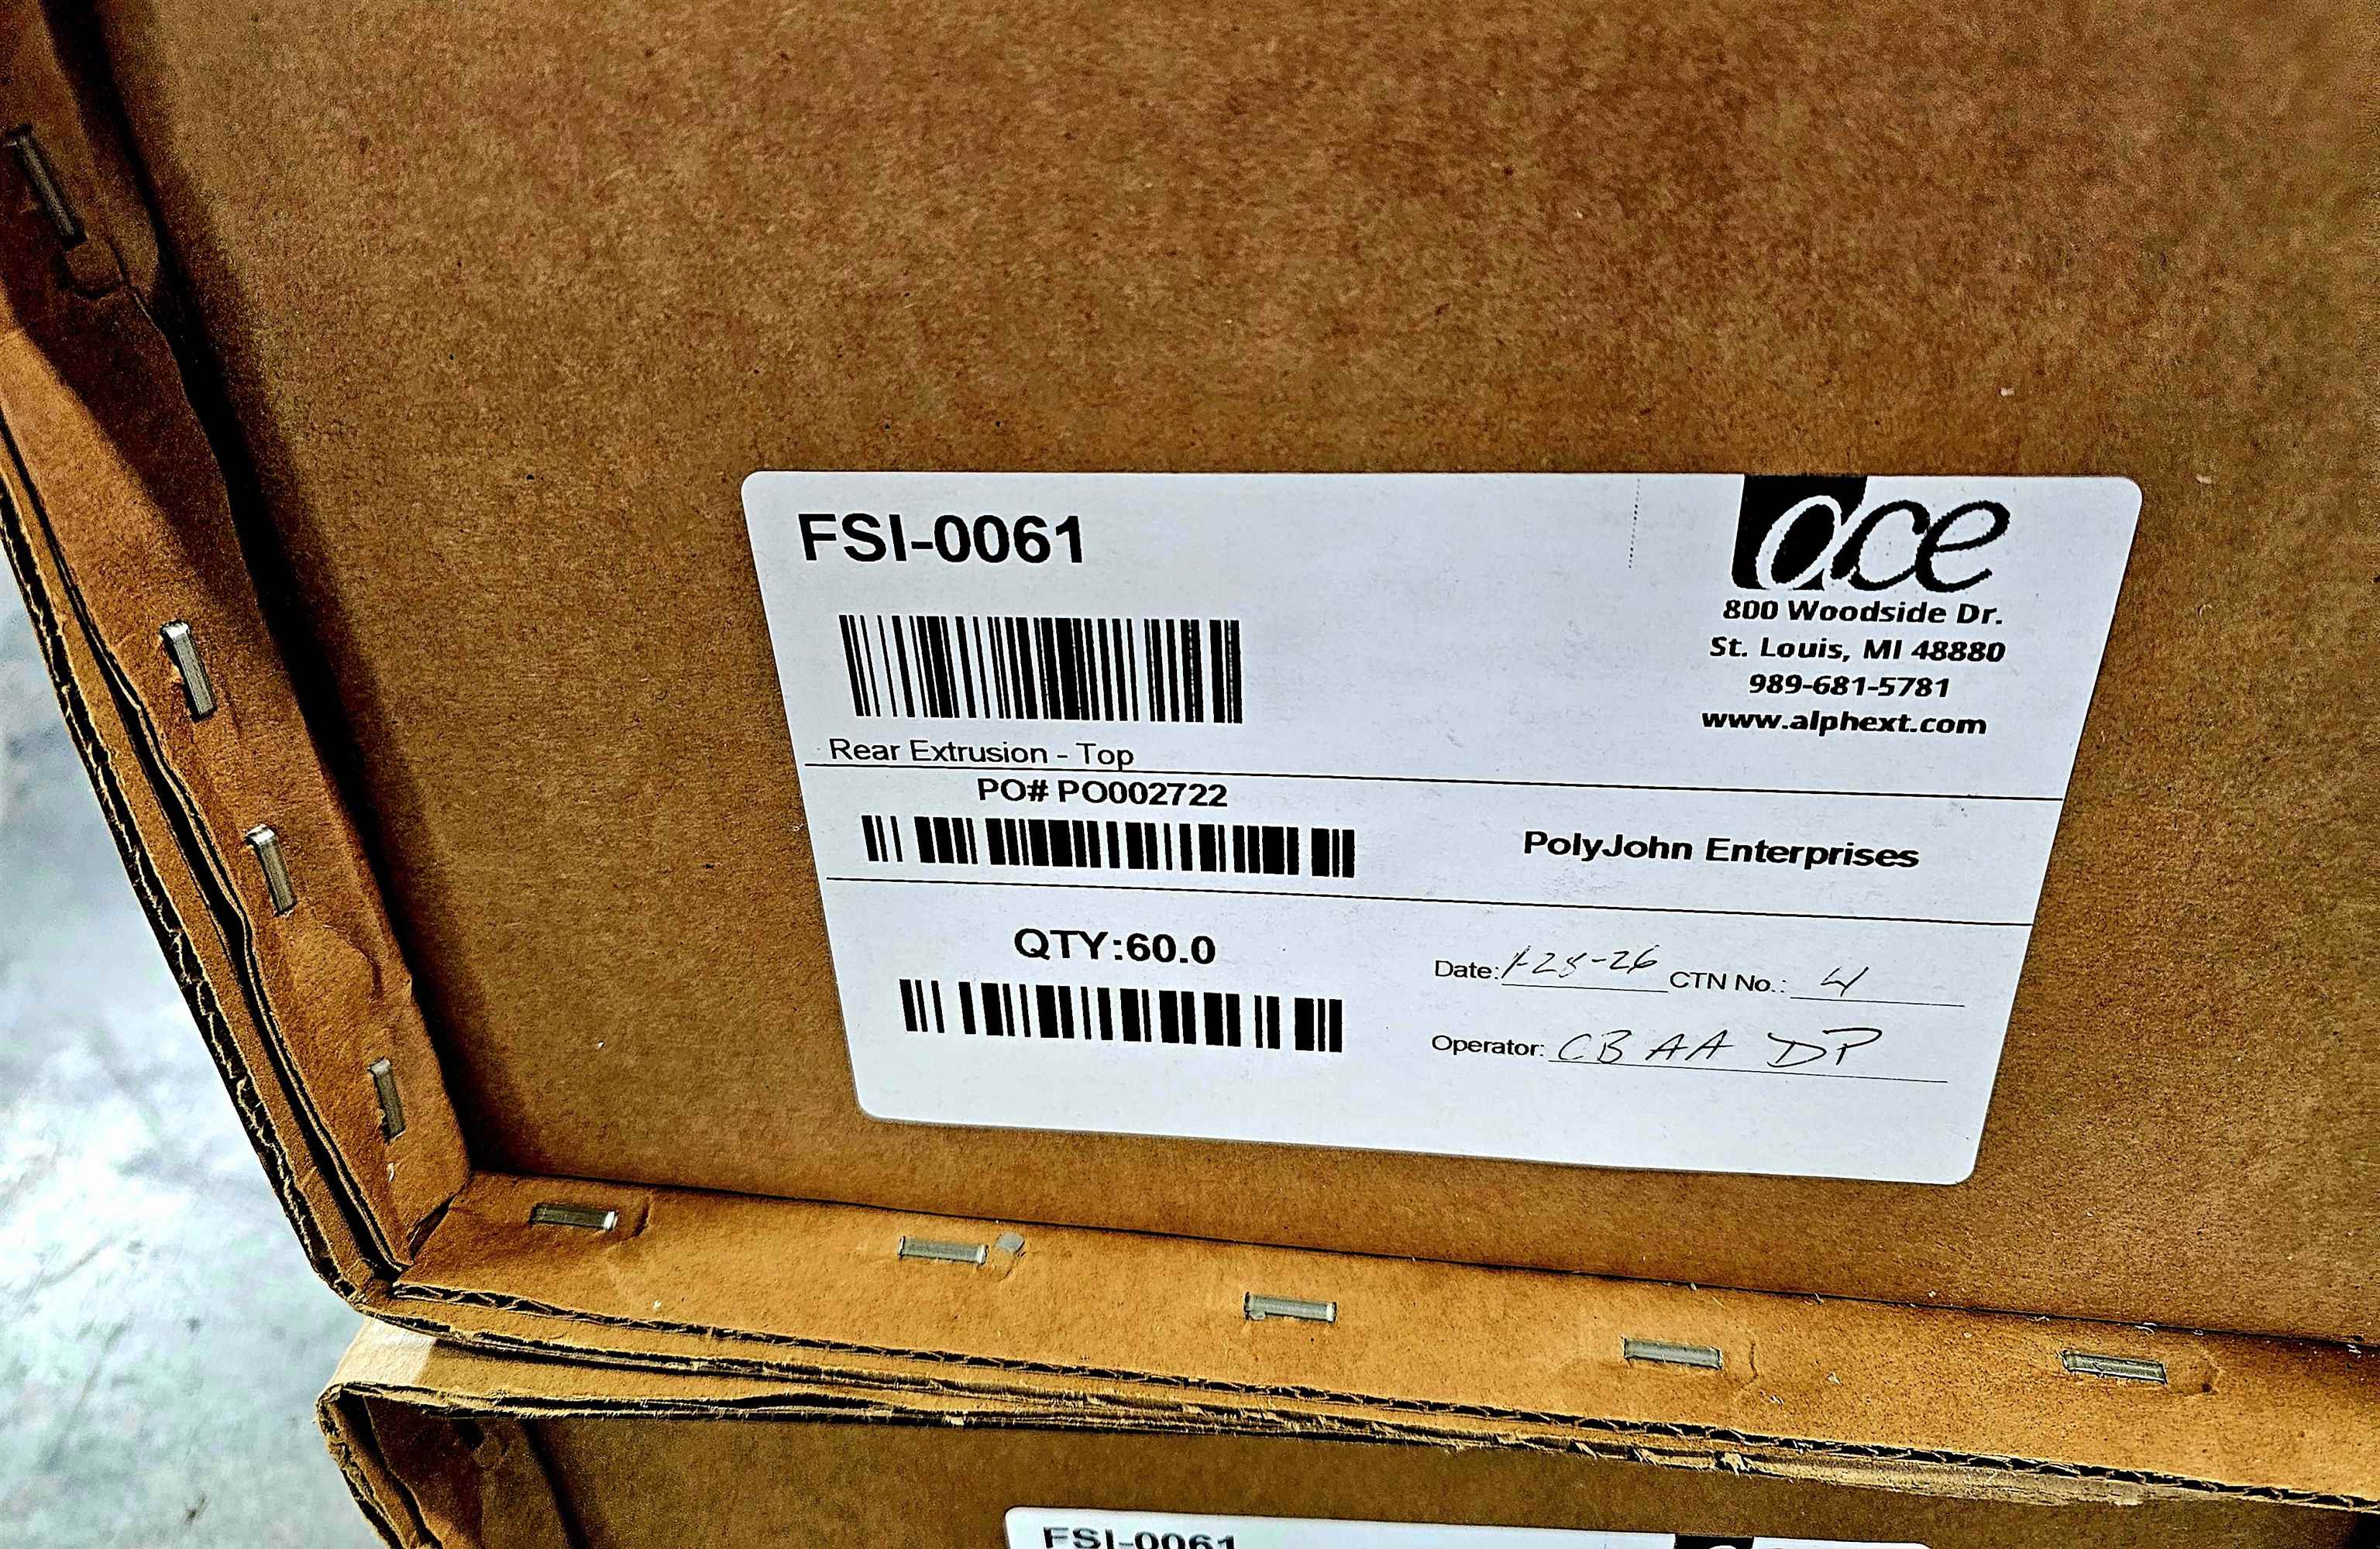 FSI-0061
ace
800 Woodside Dr.
St. Louis, MI 48880
989-681-5781
www.alphext.com
Rear Extrusion - Top
PO# PO002722
PolyJohn Enterprises
QTY:60.0
Date: 1-28-26 CTN No.: 4
Operator: CB AA DP
FSI-0061